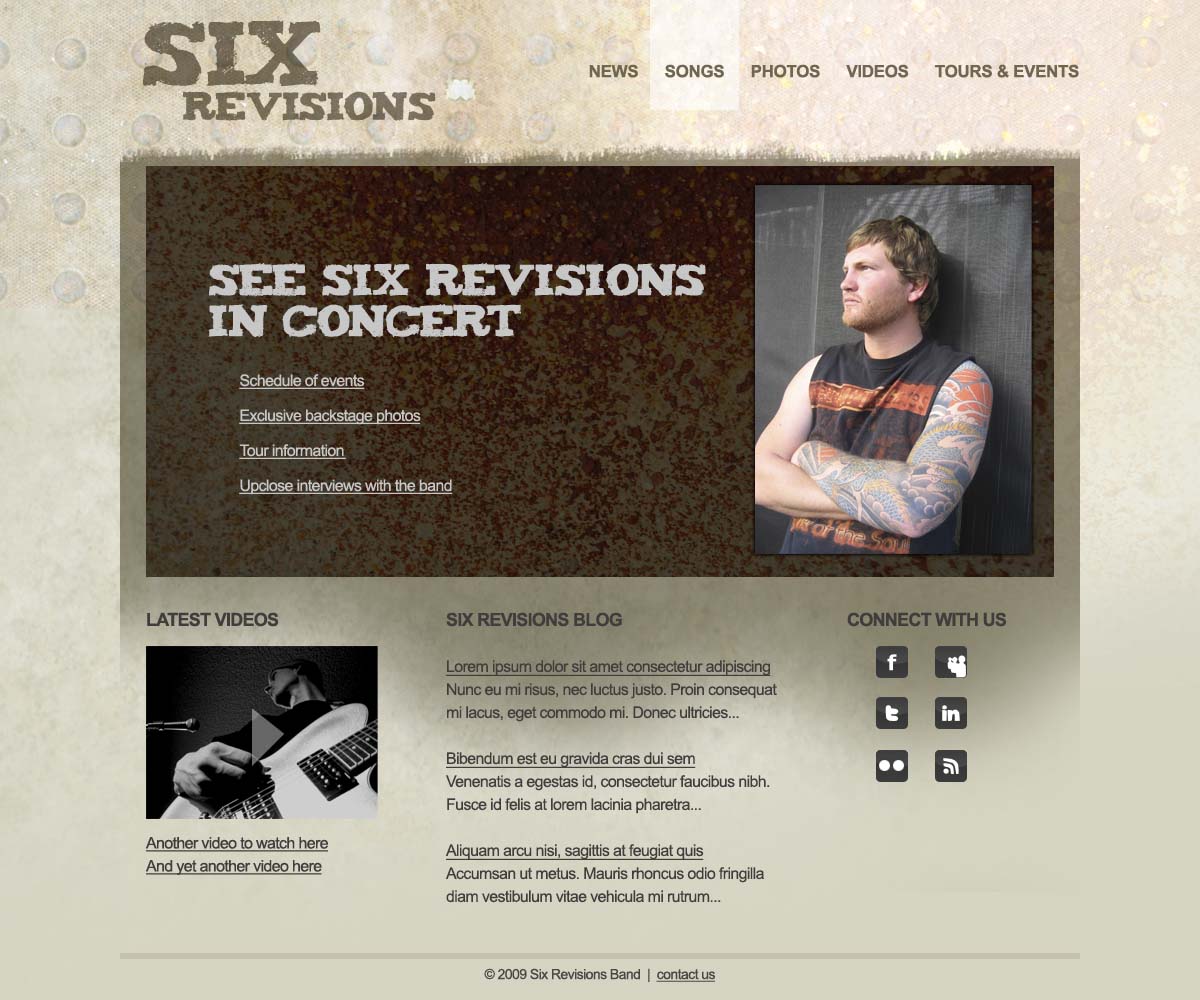 SIX
REVISIONS
NEWS SONGS PHOTOS VIDEOS TOURS & EVENTS
SEE SIX REVISIONS
IN CONCERT
Schedule of events
Exclusive backstage photos
Tour information
Upclose interviews with the band
of the Soul
LATEST VIDEOS
Another video to watch here
And yet another video here
SIX REVISIONS BLOG
Lorem ipsum dolor sit amet consectetur adipiscing
Nunc eu mi risus, nec luctus justo. Proin consequat
mi lacus, eget commodo mi. Donec ultricies...
Bibendum est eu gravida cras dui sem
Venenatis a egestas id, consectetur faucibus nibh.
Fusce id felis at lorem lacinia pharetra...
Aliquam arcu nisi, sagittis at feugiat quis
Accumsan ut metus. Mauris rhoncus odio fringilla
diam vestibulum vitae vehicula mi rutrum...
CONNECT WITH US
f
t in
© 2009 Six Revisions Band | contact us